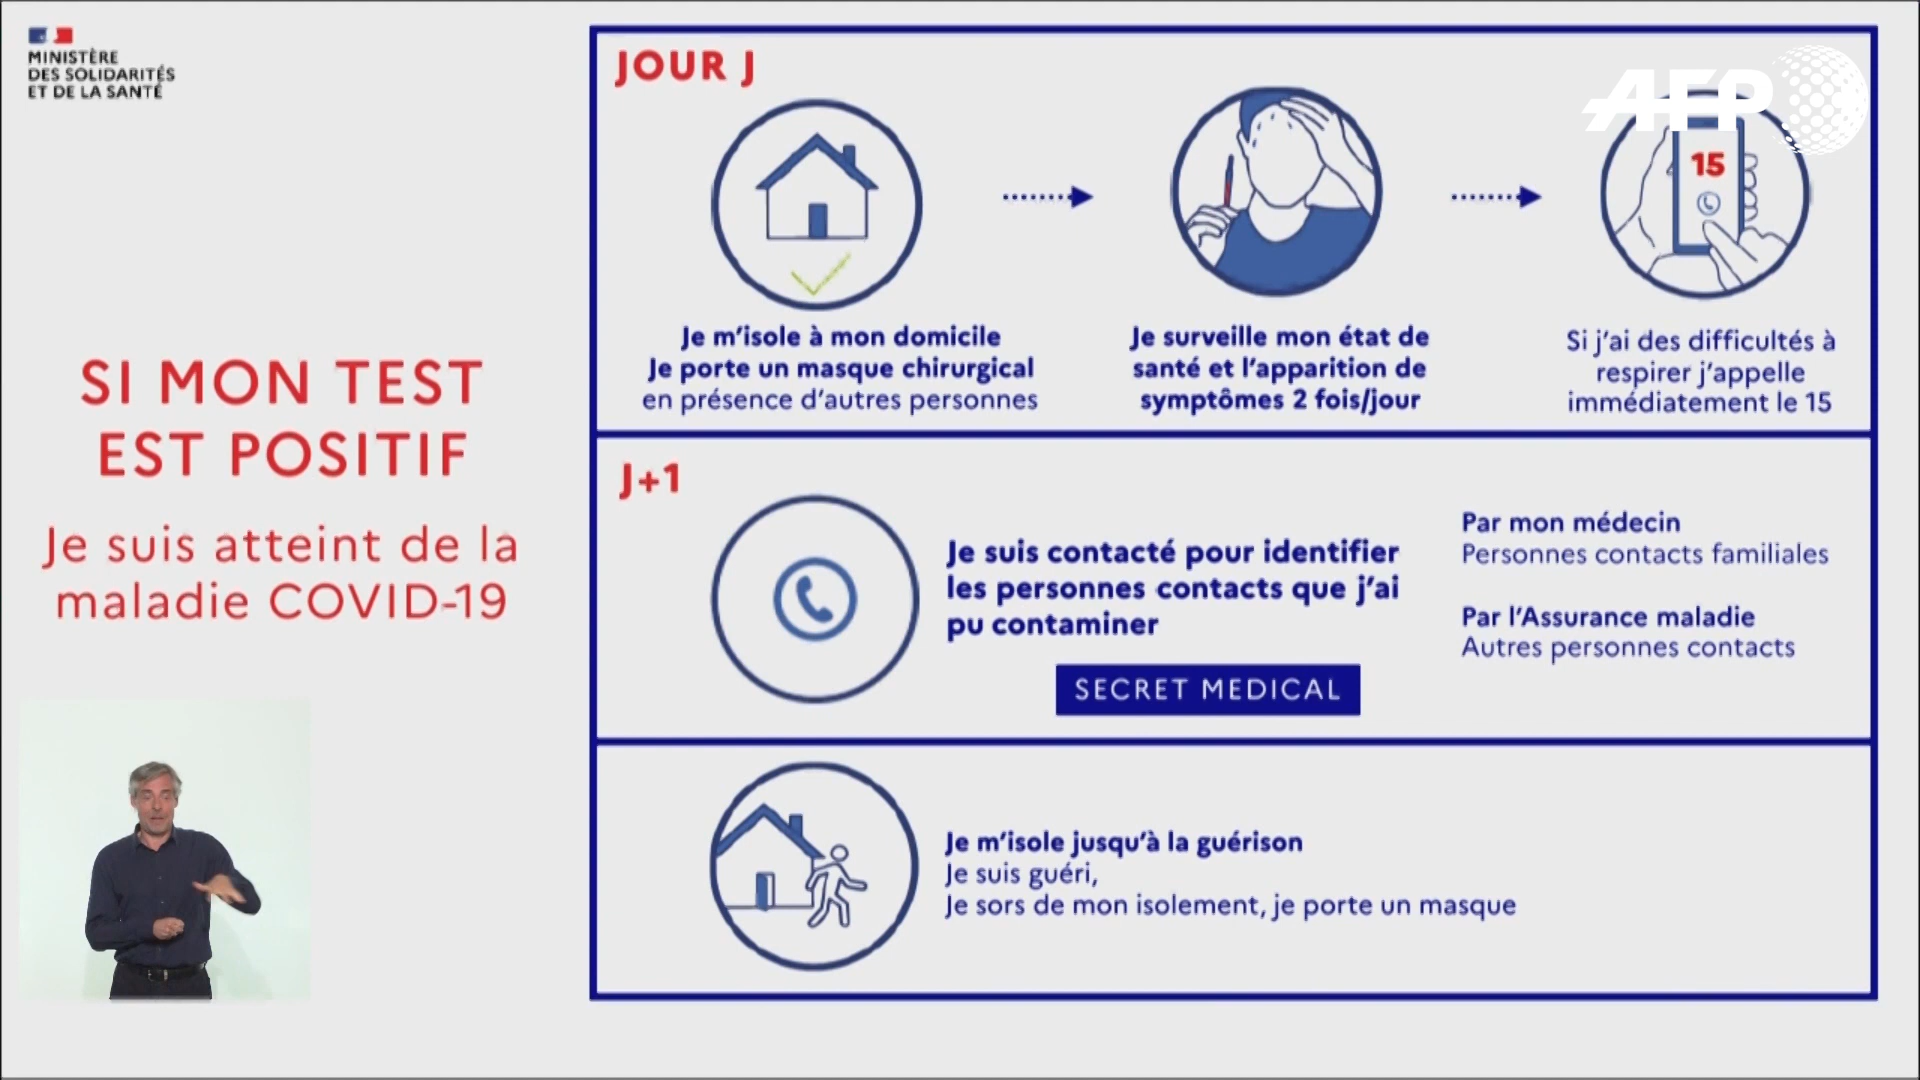 MINISTÈRE
DES SOLIDARITÉS
ET DE LA SANTÉ
SI MON TEST
EST POSITIF
Je suis atteint de la
maladie COVID-19
JOUR J
AFP
15
Je m'isole à mon domicile
Je porte un masque chirurgical
en présence d'autres personnes
Je surveille mon état de
santé et l'apparition de
symptômes 2 fois/jour
Si j'ai des difficultés à
respirer j'appelle
immédiatement le 15
J+1
Je suis contacté pour identifier
les personnes contacts que j'ai
pu contaminer
SECRET MEDICAL
Par mon médecin
Personnes contacts familiales
Par l'Assurance maladie
Autres personnes contacts
Je m'isole jusqu'à la guérison
Je suis guéri,
Je sors de mon isolement, je porte un masque